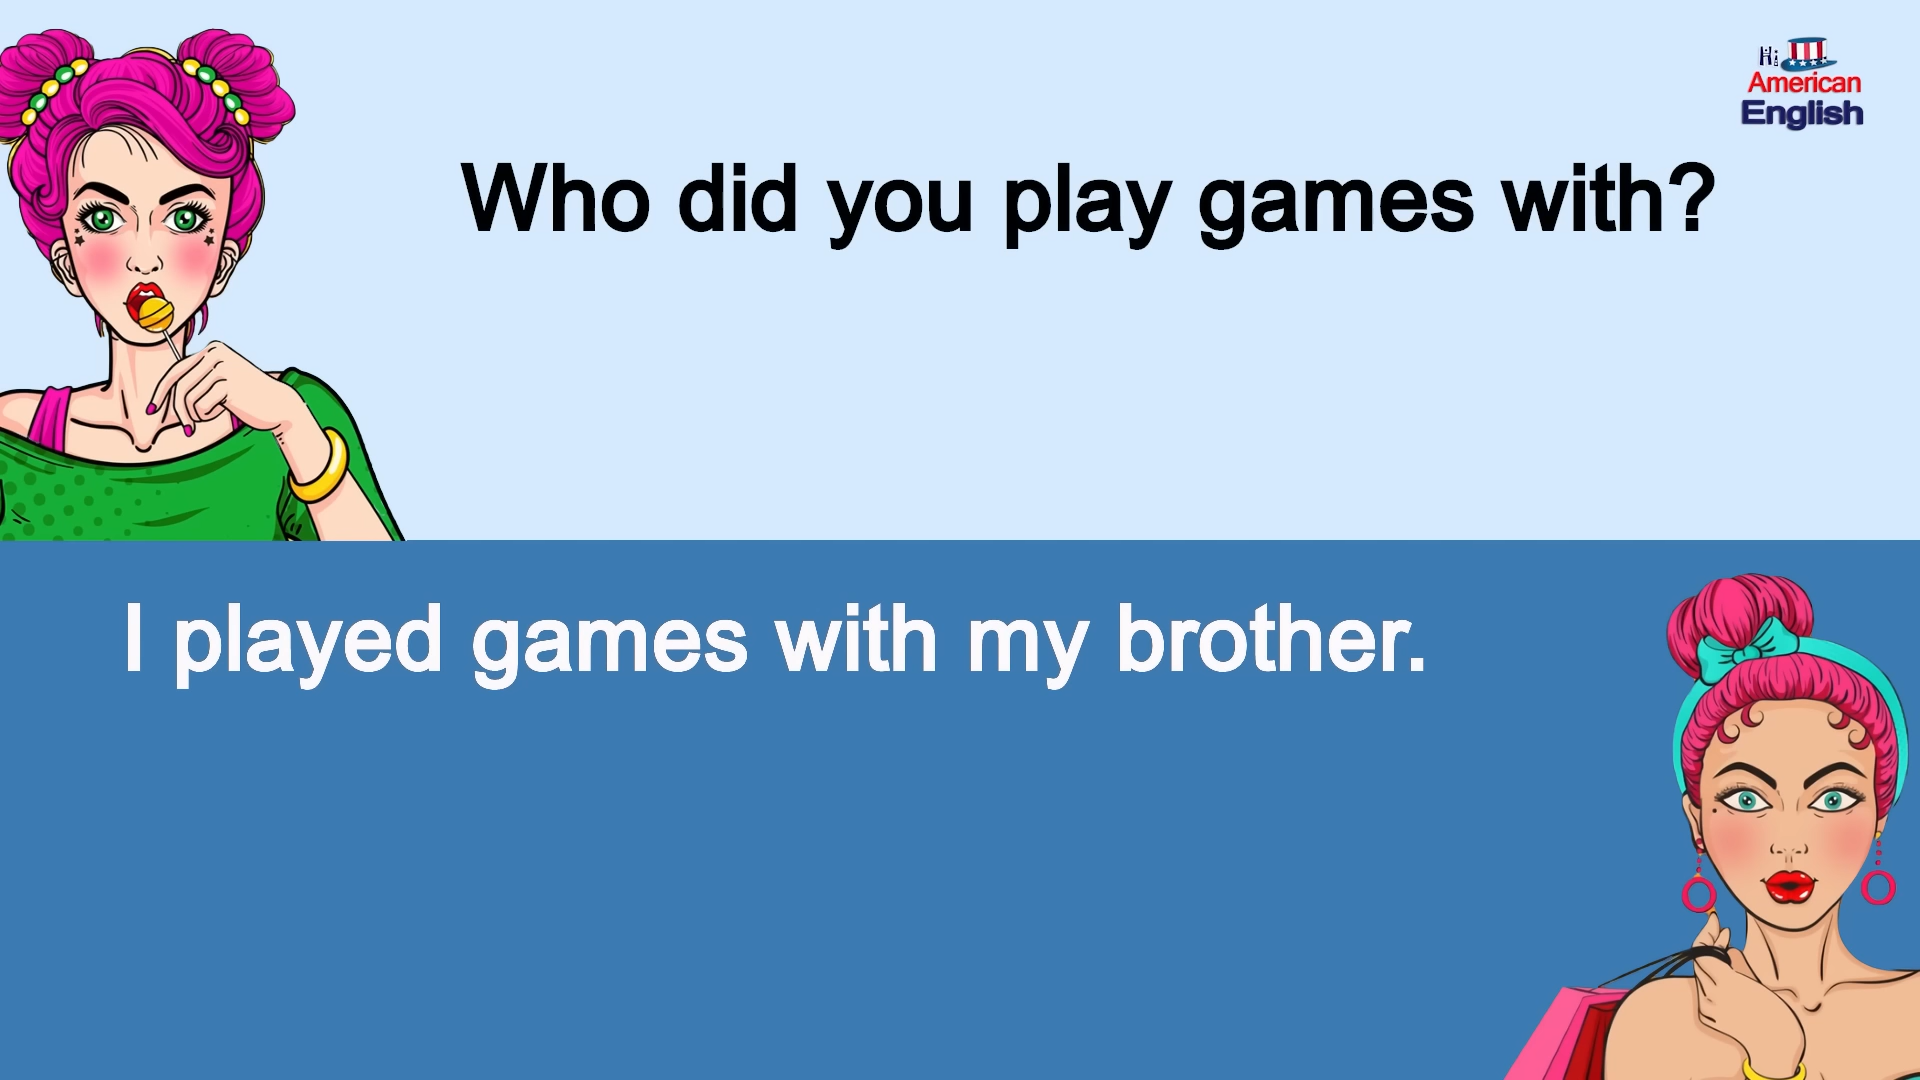 Hi
American
English
Who did you play games with?
I played games with my brother.